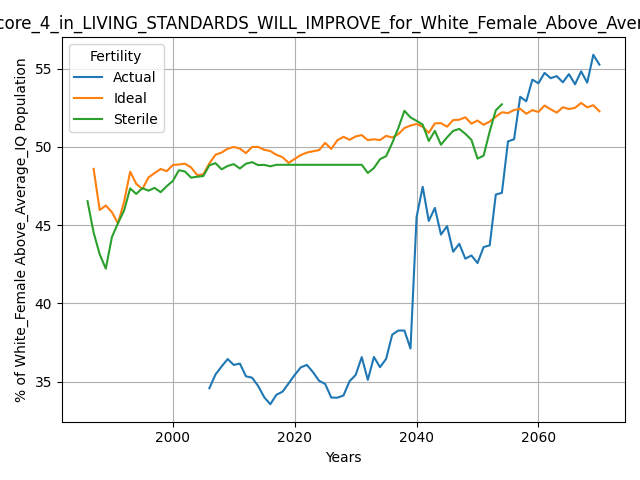 core_4_in_LIVING_STANDARDS_WILL_IMPROVE_for_White_Female_Above_Aver
Fertility
Actual
Ideal
Sterile
% of White_Female Above_Average_IQ Population
55
50
45
40
35
2000
2020
2040
2060
Years